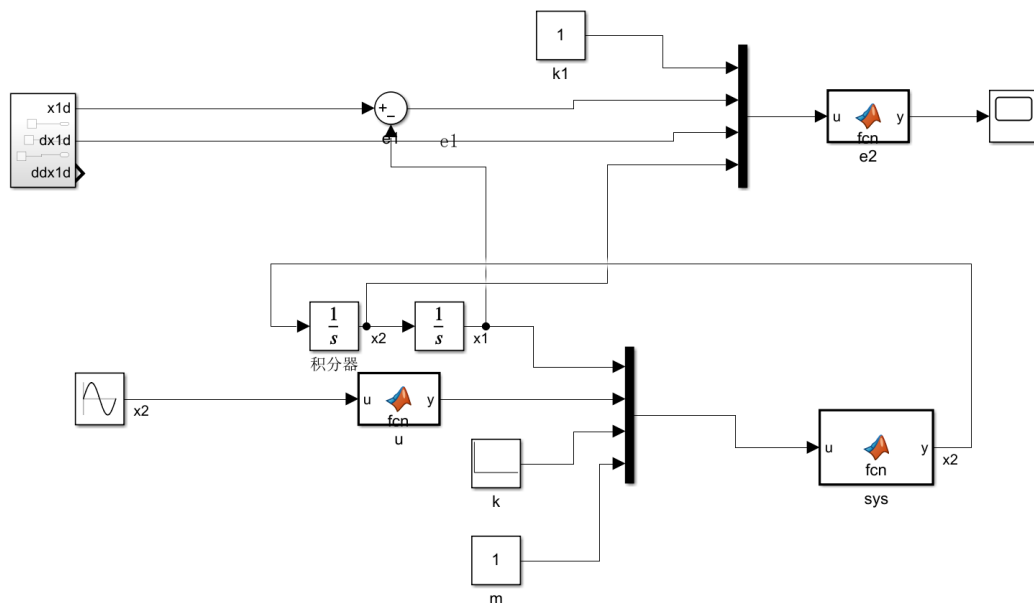 1
k1
x1d
dx1d
ddx1d
+
−
e1
e1
u
y
fcn
e2
1
s
x2
1
s
x1
积分器
x2
u
y
fcn
u
u
y
fcn
x2
sys
k
1
m